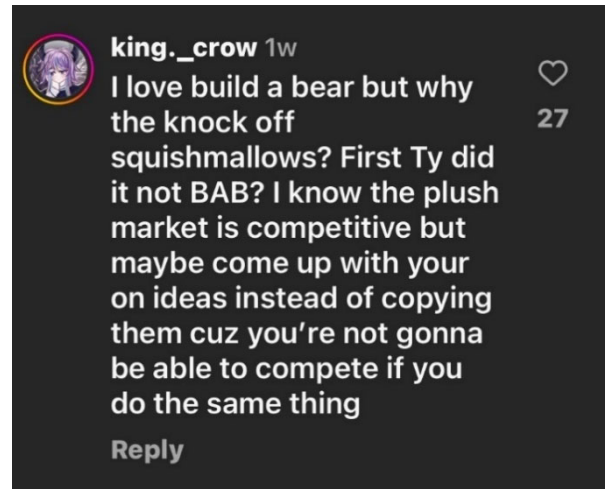 king._crow 1w
I love build a bear but why
the knock off
squishmallows? First Ty did
it not BAB? I know the plush
market is competitive but
maybe come up with your
on ideas instead of copying
them cuz you’re not gonna
be able to compete if you
do the same thing
27
Reply